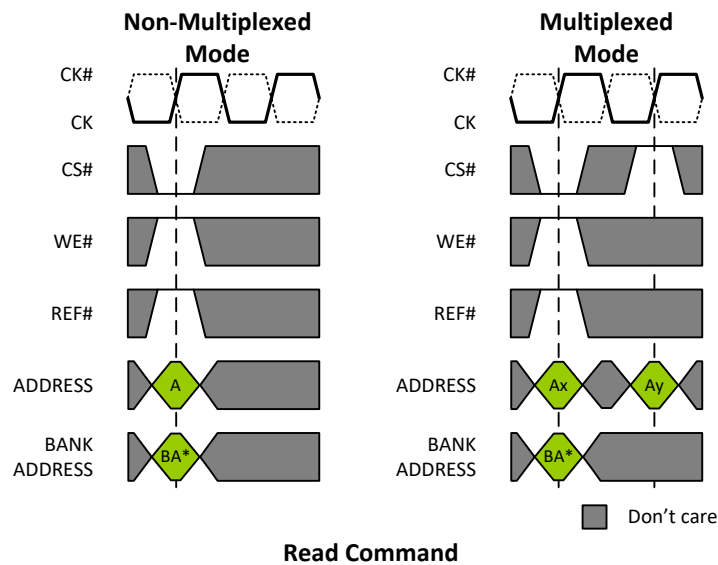 Non-Multiplexed
Mode
CK#
CK
CS#
WE#
REF#
ADDRESS
A
BANK
ADDRESS
BA*
Multiplexed
Mode
CK#
CK
CS#
WE#
REF#
ADDRESS
Ax
Ay
BANK
ADDRESS
BA*
Don't care
Read Command